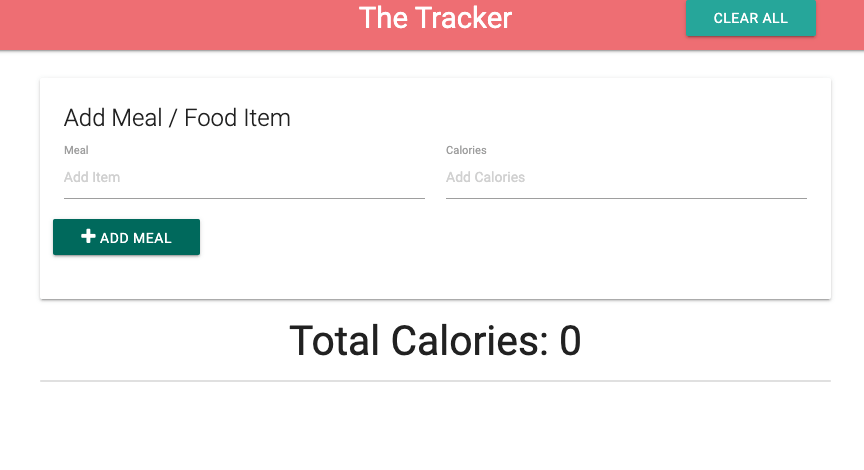 The Tracker
CLEAR ALL
Add Meal / Food Item
Meal
Calories
Add Item
Add Calories
ADD MEAL
Total Calories: 0